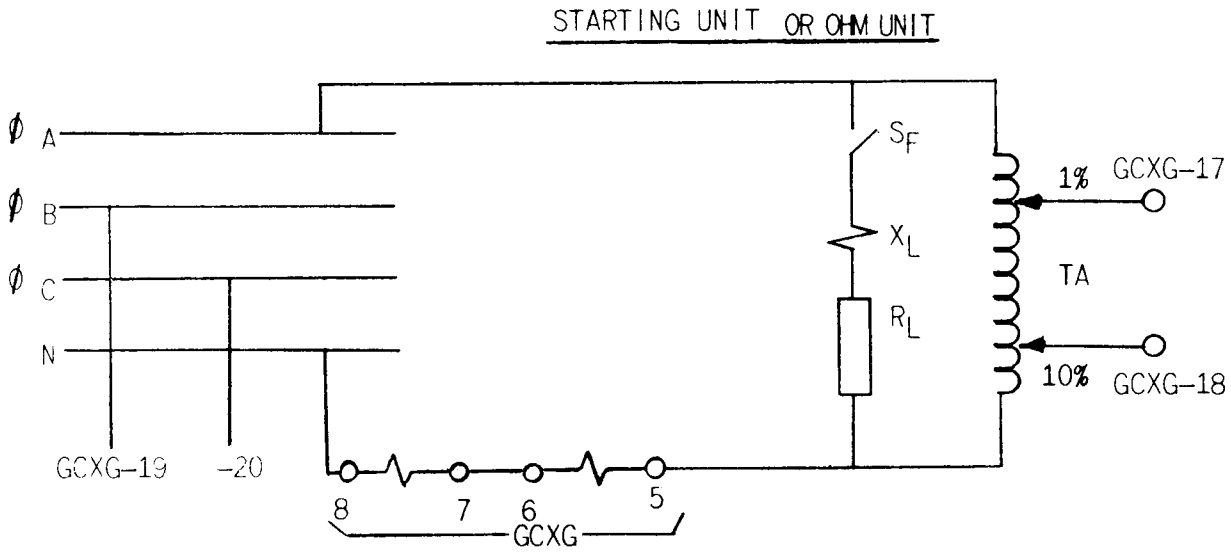 STARTING UNIT OR OHM UNIT
φ A
φ B
φ C
N
S_F
X_L
R_L
1%
GCXG-17
TA
10%
GCXG-18
GCXG-19
-20
8
7
6
5
GCXG